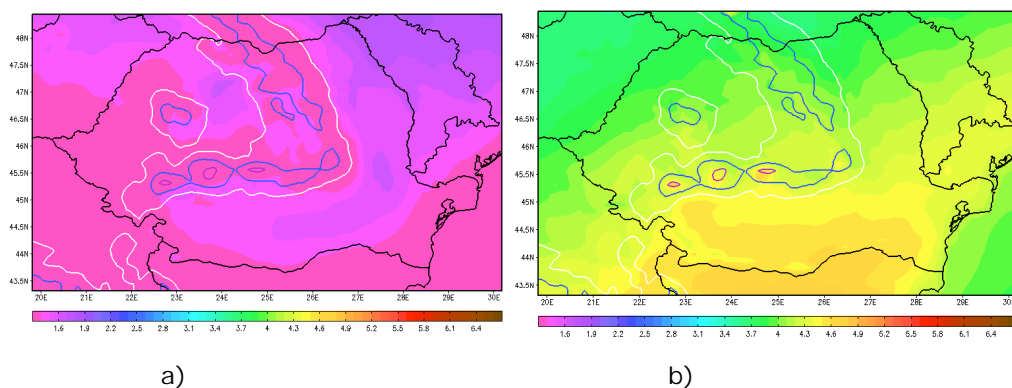 48N
47.5N
47N
46.5N
46N
45.5N
45N
44.5N
44N
43.5N
20E 21E 22E 23E 24E 25E 26E 27E 28E 29E 30E
1.6 1.9 2.2 2.5 2.8 3.1 3.4 3.7 4 4.3 4.6 4.9 5.2 5.5 5.8 6.1 6.4
a)
48N
47.5N
47N
46.5N
46N
45.5N
45N
44.5N
44N
43.5N
20E 21E 22E 23E 24E 25E 26E 27E 28E 29E 30
1.6 1.9 2.2 2.5 2.8 3.1 3.4 3.7 4 4.3 4.6 4.9 5.2 5.5 5.8 6.1 6.4
b)